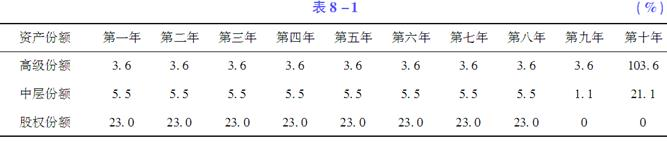 表 8 -1 (%)
资产份额 第一年 第二年 第三年 第四年 第五年 第六年 第七年 第八年 第九年 第十年
高级份额 3. 6 3. 6 3. 6 3. 6 3. 6 3. 6 3. 6 3. 6 3. 6 103. 6
中层份额 5. 5 5. 5 5. 5 5. 5 5. 5 5. 5 5. 5 5. 5 1. 1 21. 1
股权份额 23. 0 23. 0 23. 0 23. 0 23. 0 23. 0 23. 0 23. 0 0 0